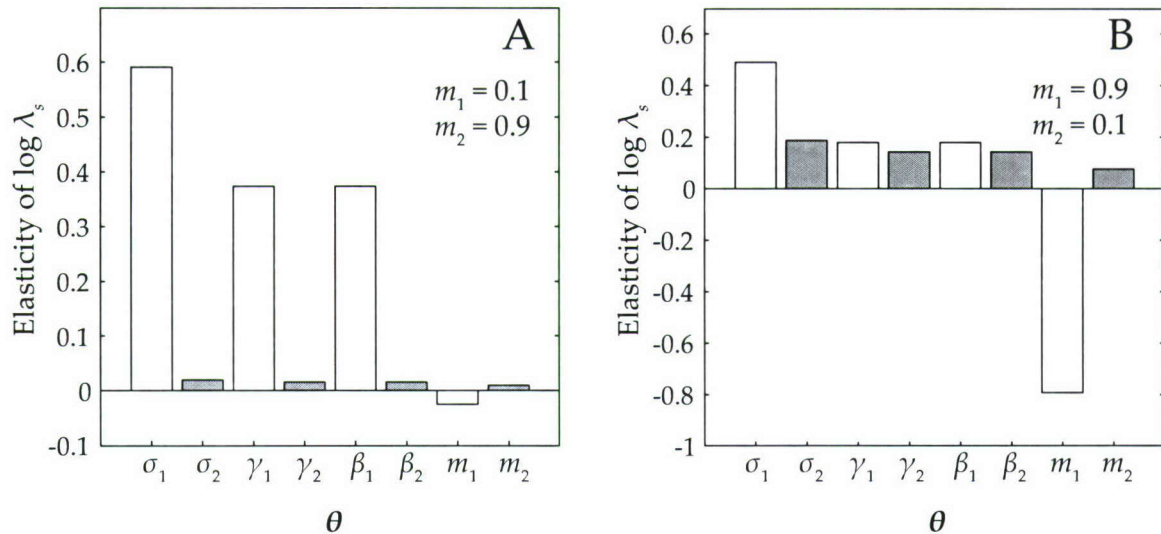 A
m₁ = 0.1
m₂ = 0.9
Elasticity of log λₛ
0.6
0.5
0.4
0.3
0.2
0.1
0
-0.1
σ₁ σ₂ γ₁ γ₂ β₁ β₂ m₁ m₂
θ
B
m₁ = 0.9
m₂ = 0.1
Elasticity of log λₛ
0.6
0.4
0.2
0
-0.2
-0.4
-0.6
-0.8
-1
σ₁ σ₂ γ₁ γ₂ β₁ β₂ m₁ m₂
θ